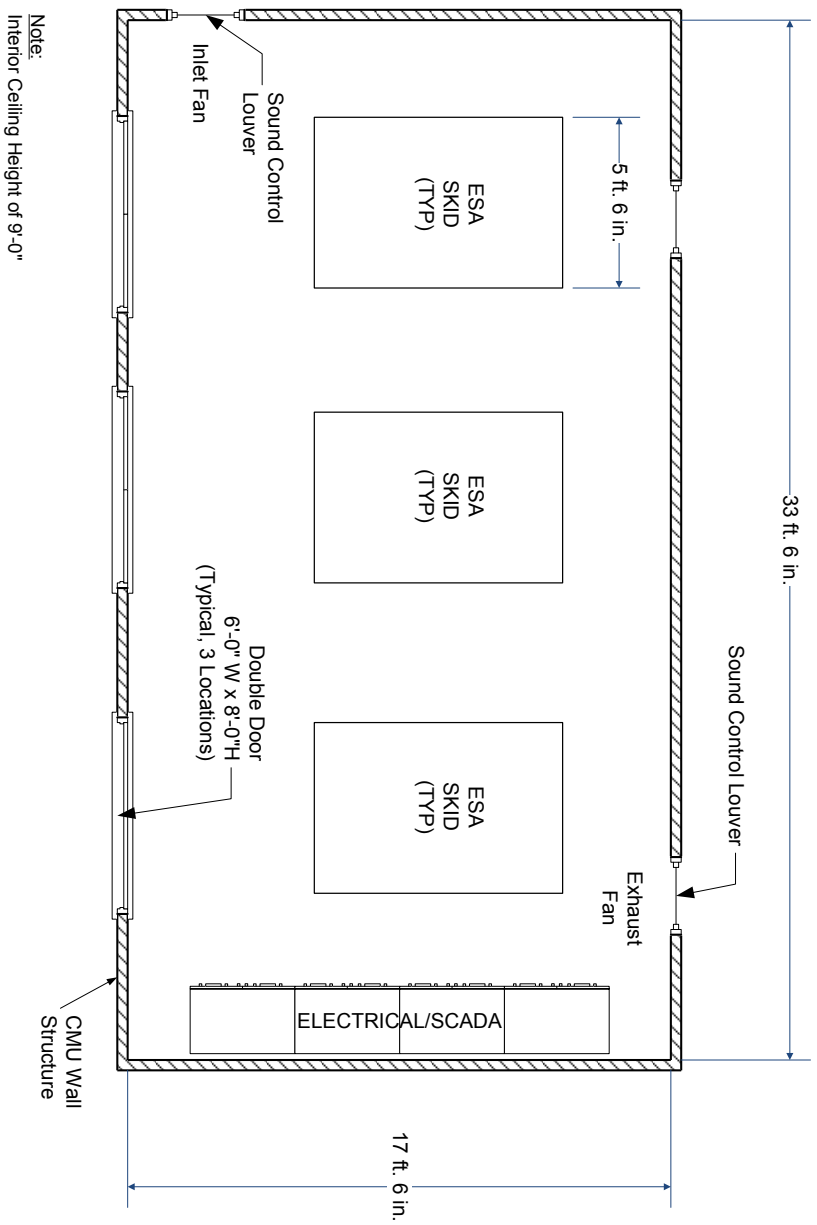 33 ft. 6 in.
Sound Control Louver
5 ft. 6 in.
Exhaust
Fan
ESA
SKID
(TYP)
ESA
SKID
(TYP)
ESA
SKID
(TYP)
Sound Control
Louver
Inlet Fan
ELECTRICAL/SCADA
17 ft. 6 in.
Double Door
6'-0" W x 8'-0"H
(Typical, 3 Locations)
CMU Wall
Structure
Note:
Interior Ceiling Height of 9'-0"